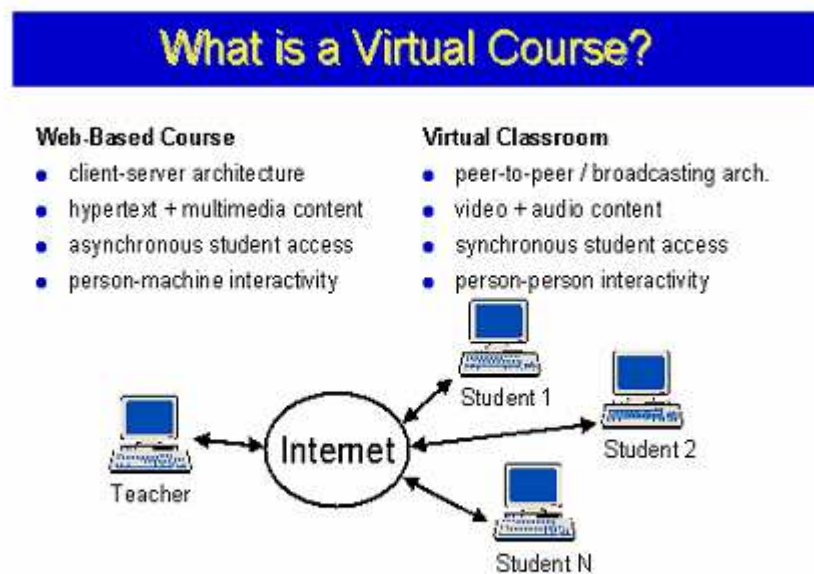 What is a Virtual Course?
Web-Based Course
client-server architecture
hypertext + multimedia content
asynchronous student access
person-machine interactivity
Virtual Classroom
peer-to-peer / broadcasting arch.
video + audio content
synchronous student access
person-person interactivity
Student 1
Student 2
Internet
Teacher
Student N